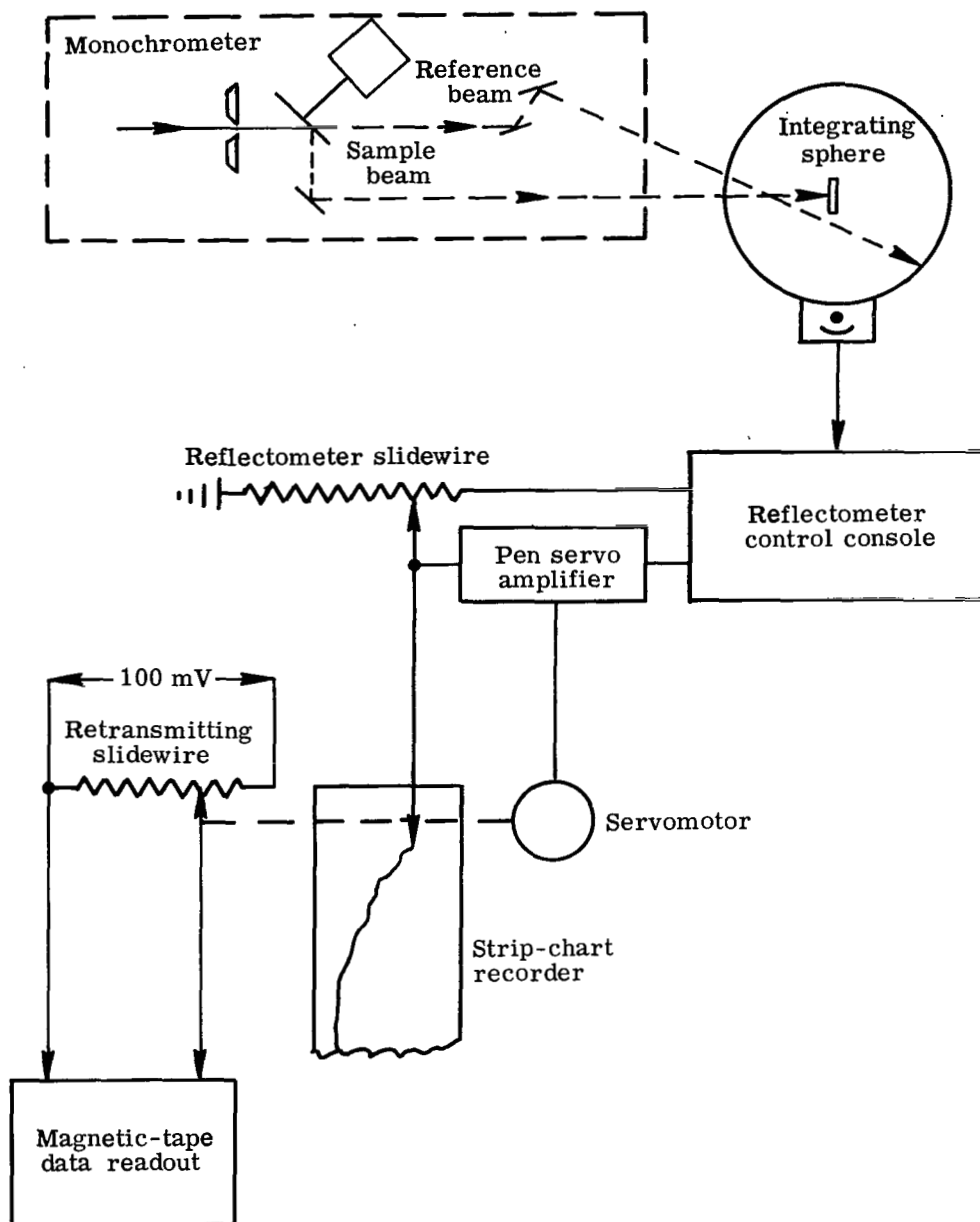 Monochrometer
Reference
beam
Sample
beam
Integrating
sphere
Reflectometer slidewire
Reflectometer
control console
Pen servo
amplifier
100 mV
Retransmitting
slidewire
Servomotor
Strip-chart
recorder
Magnetic-tape
data readout